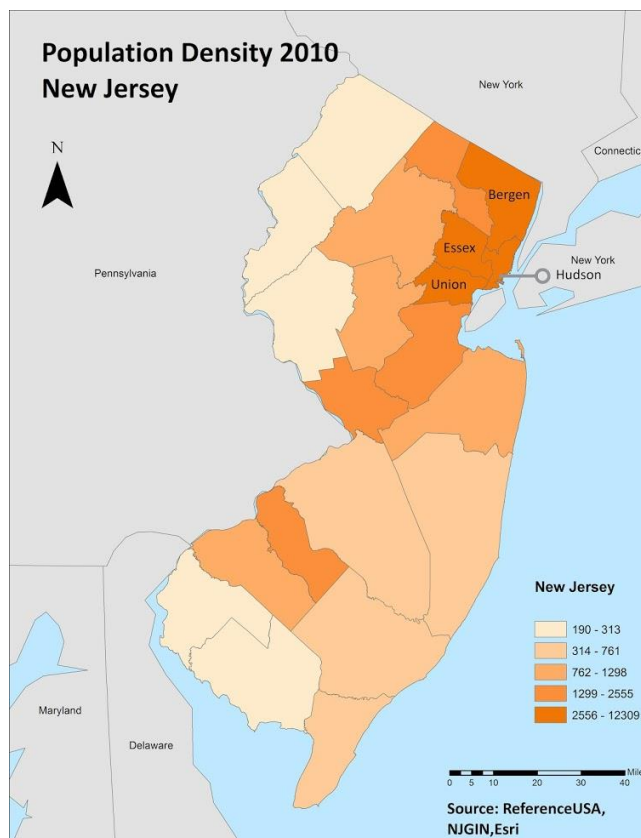 Population Density 2010
New Jersey
N
New York
Connectic
Bergen
Essex
New York
Hudson
Union
Pennsylvania
New Jersey
190 - 313
314 - 761
762 - 1298
1299 - 2555
2556 - 12309
Maryland
Delaware
Mile
0 5 10 20 30 40
Source: ReferenceUSA,
NJGIN,Esri